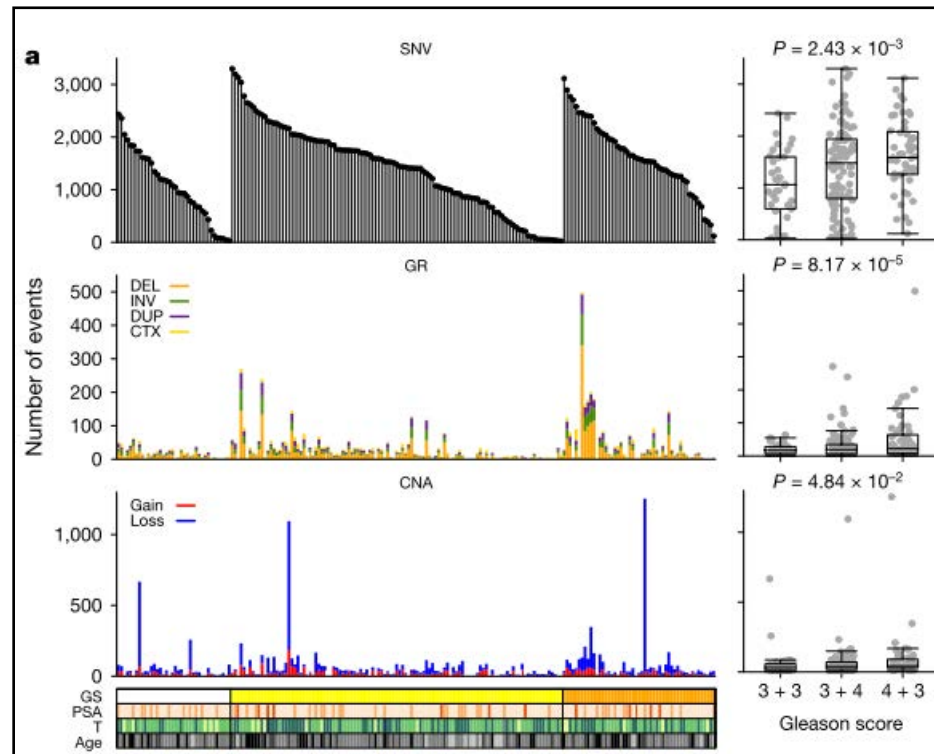 a
SNV
P = 2.43 × 10⁻³
3,000
2,000
1,000
0
GR
P = 8.17 × 10⁻⁵
DEL
INV
DUP
CTX
500
400
300
200
100
0
Number of events
CNA
P = 4.84 × 10⁻²
Gain
Loss
1,000
500
0
GS
PSA
T
Age
3 + 3
3 + 4
4 + 3
Gleason score